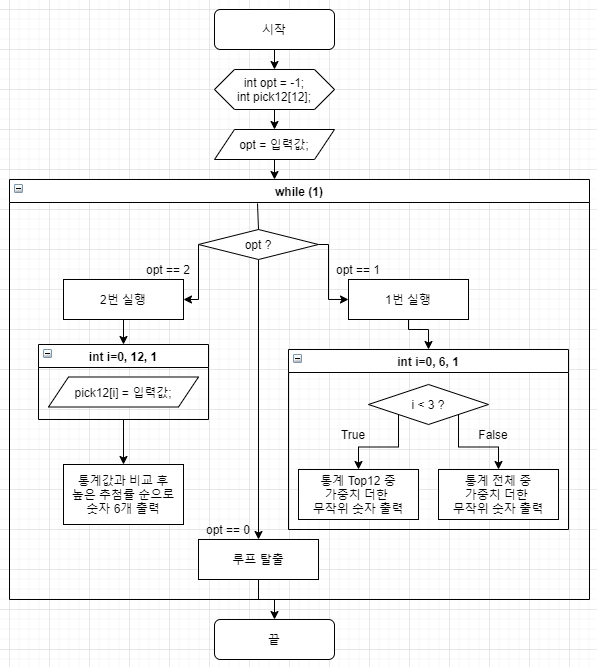 시작
int opt = -1;
int pick12[12];
opt = 입력값;
while (1)
opt ?
opt == 2
opt == 1
2번 실행
1번 실행
int i=0, 12, 1
int i=0, 6, 1
pick12[i] = 입력값;
i < 3 ?
True
False
통계값과 비교 후
높은 추첨률 순으로
숫자 6개 출력
통계 Top12 중
가중치 더한
무작위 숫자 출력
통계 전체 중
가중치 더한
무작위 숫자 출력
opt == 0
루프 탈출
끝